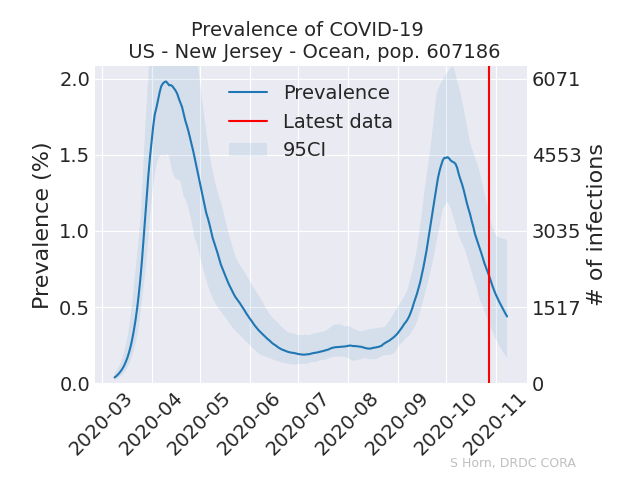 Prevalence of COVID-19
US - New Jersey - Ocean, pop. 607186
Prevalence
Latest data
95CI
Prevalence (%)
2.0
1.5
1.0
0.5
0.0
6071
4553
3035
1517
0
# of infections
2020-03
2020-04
2020-05
2020-06
2020-07
2020-08
2020-09
2020-10
2020-11
S Horn, DRDC CORA